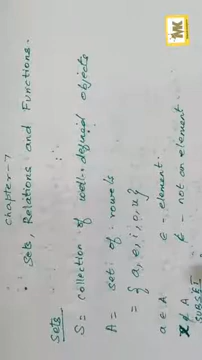 chapter-7
Sets, Relations and Functions.
Sets
S = collection of well-defined objects
A = set of vowels
= { a, e, i, o, u }
a ∈ A ∈ - element
x ∉ A ∉ - not an element
SUBSET
MK